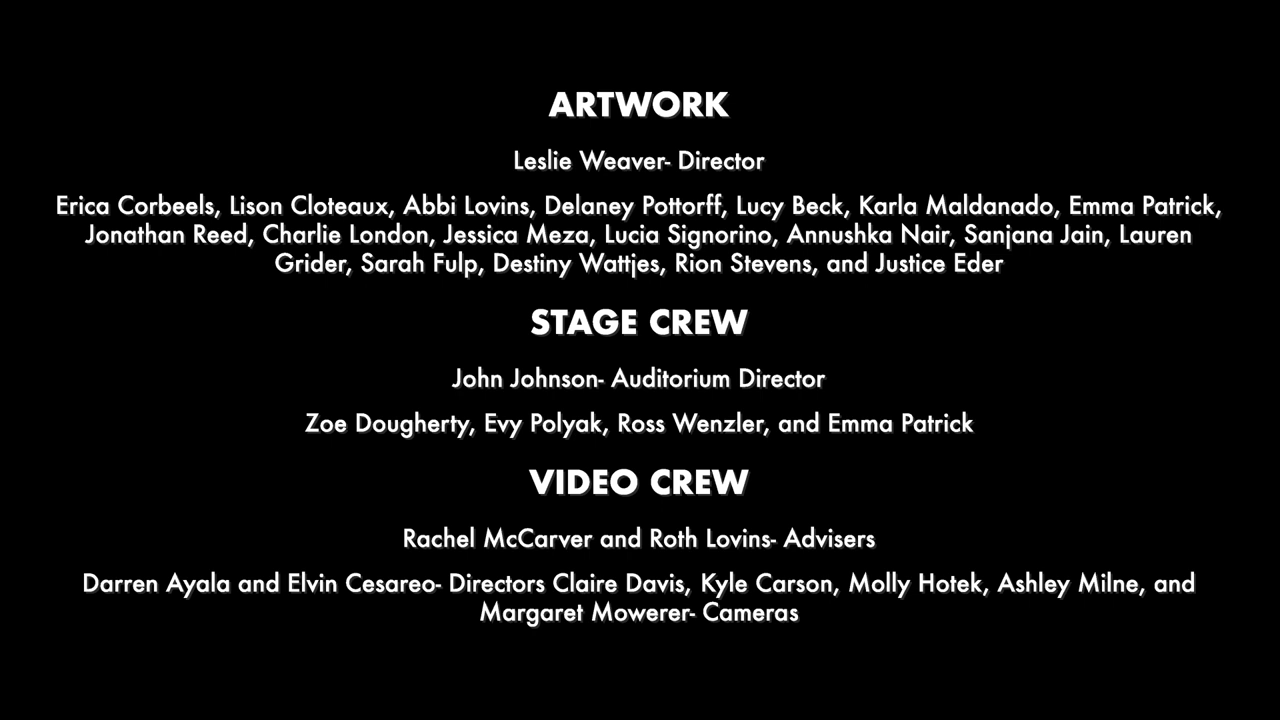 ARTWORK
Leslie Weaver- Director
Erica Corbeels, Lison Cloteaux, Abbi Lovins, Delaney Pottorff, Lucy Beck, Karla Maldanado, Emma Patrick,
Jonathan Reed, Charlie London, Jessica Meza, Lucia Signorino, Annushka Nair, Sanjana Jain, Lauren
Grider, Sarah Fulp, Destiny Wattjes, Rion Stevens, and Justice Eder
STAGE CREW
John Johnson- Auditorium Director
Zoe Dougherty, Evy Polyak, Ross Wenzler, and Emma Patrick
VIDEO CREW
Rachel McCarver and Roth Lovins- Advisers
Darren Ayala and Elvin Cesareo- Directors Claire Davis, Kyle Carson, Molly Hotek, Ashley Milne, and
Margaret Mowerer- Cameras